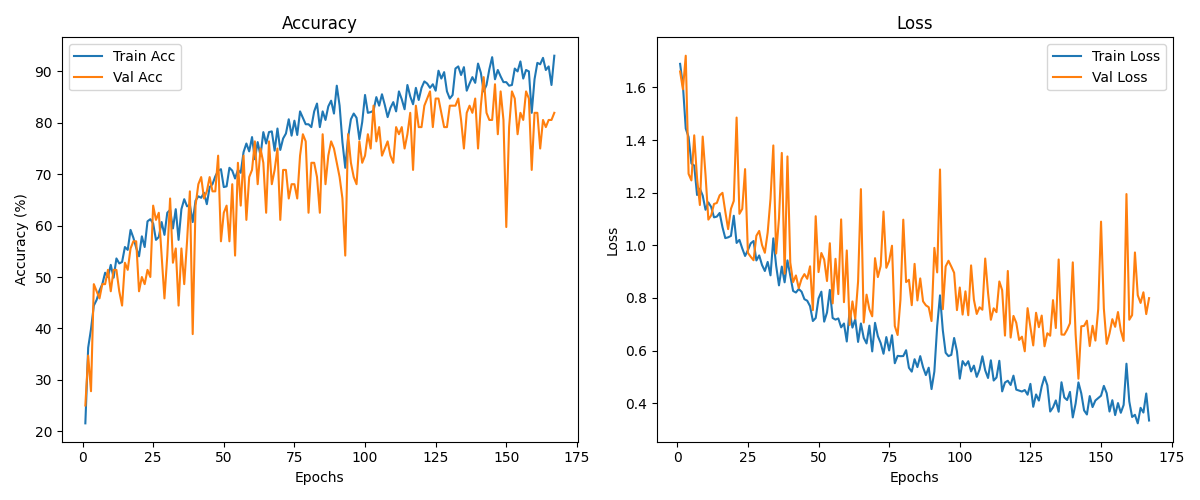 Accuracy
Train Acc
Val Acc
Accuracy (%)
90
80
70
60
50
40
30
20
0 25 50 75 100 125 150 175
Epochs
Loss
Train Loss
Val Loss
Loss
1.6
1.4
1.2
1.0
0.8
0.6
0.4
0 25 50 75 100 125 150 175
Epochs